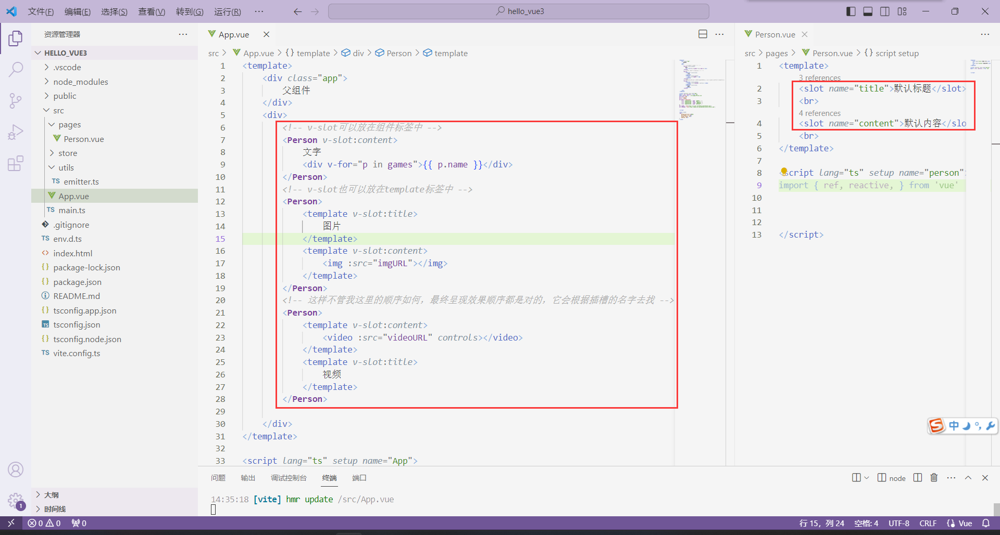 文件(F) 编辑(E) 选择(S) 查看(V) 转到(G) 运行(R) ··· hello_vue3
资源管理器
HELLO_VUE3
.vscode
node_modules
public
src
pages
Person.vue
store
utils
TS emitter.ts
App.vue
TS main.ts
.gitignore
TS env.d.ts
<> index.html
{} package-lock.json
{} package.json
README.md
{} tsconfig.app.json
TS tsconfig.json
{} tsconfig.node.json
TS vite.config.ts
大纲
时间线
1
App.vue
src > App.vue > {} template > div > Person > template
1 <template>
2 <div class="app">
3 父组件
4 </div>
5 <div>
6 <!-- v-slot可以放在组件标签中 -->
7 <Person v-slot:content>
8 文字
9 <div v-for="p in games">{{ p.name }}</div>
10 </Person>
11 <!-- v-slot也可以放在template标签中 -->
12 <Person>
13 <template v-slot:title>
14 图片
15 </template>
16 <template v-slot:content>
17 <img :src="imgURL"></img>
18 </template>
19 </Person>
20 <!-- 这样不管我这里的顺序如何，最终呈现效果顺序都是对的，它会根据插槽的名字去找 -->
21 <Person>
22 <template v-slot:content>
23 <video :src="videoURL" controls></video>
24 </template>
25 <template v-slot:title>
26 视频
27 </template>
28 </Person>
29
30 </div>
31 </template>
32
33 <script lang="ts" setup name="App">
Person.vue
src > pages > Person.vue > {} script setup
1 <template>
3 references
2 <slot name="title">默认标题</slot>
3 <br>
4 references
4 <slot name="content">默认内容</slo
5 <br>
6 </template>
7
8 <script lang="ts" setup name="person"
9 import { ref, reactive, } from 'vue'
10
11
12
13 </script>
中
问题 输出 调试控制台 终端 端口
node
14:35:18 [vite] hmr update /src/App.vue
0 0 0
行 15，列 24 空格: 4 UTF-8 CRLF {} Vue